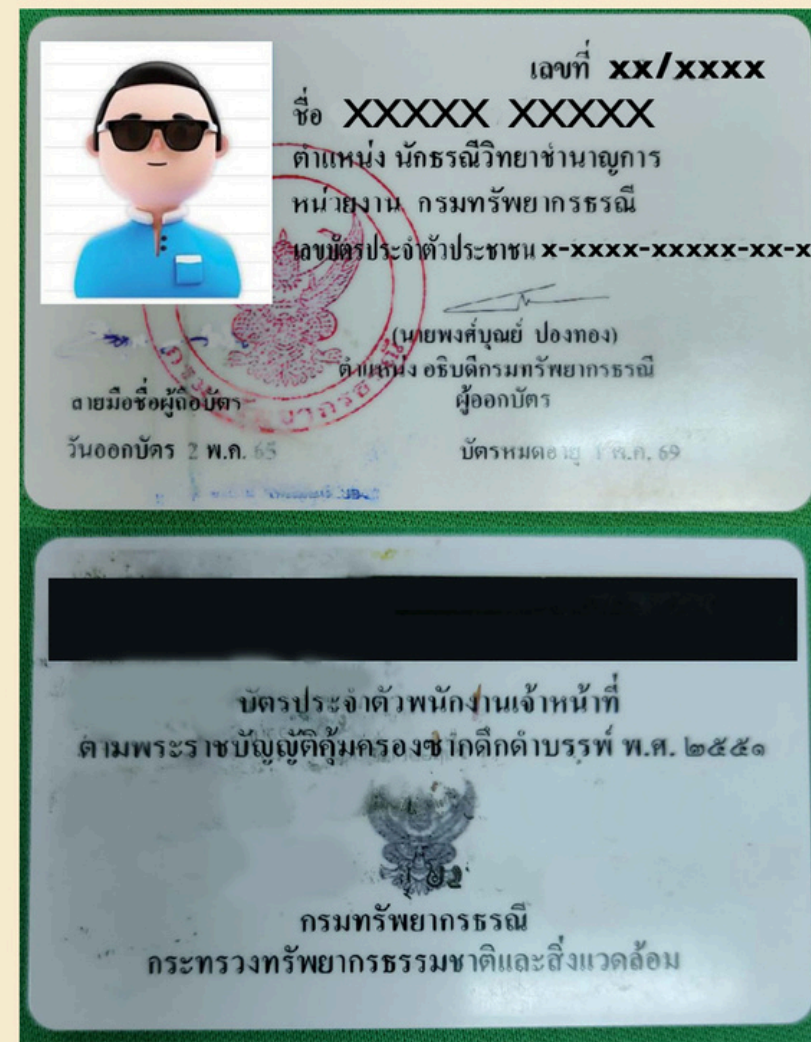 เลขที่ xx/xxxx
ชื่อ XXXXX XXXXX
ตำแหน่ง นักธรณีวิทยาชำนาญการ
หน่วยงาน กรมทรัพยากรธรณี
เลขบัตรประจำตัวประชาชน x-xxxx-xxxxx-xx-x
(นายพงศ์บุณย์ ปองทอง)
ตำแหน่ง อธิบดีกรมทรัพยากรธรณี
ลายมือชื่อผู้ถือบัตร
ผู้ออกบัตร
วันออกบัตร 2 พ.ค. 65
บัตรหมดอายุ 1 พ.ค. 69
บัตรประจำตัวพนักงานเจ้าหน้าที่
ตามพระราชบัญญัติคุ้มครองซากดึกดำบรรพ์ พ.ศ. ๒๕๕๑
กรมทรัพยากรธรณี
กระทรวงทรัพยากรธรรมชาติและสิ่งแวดล้อม